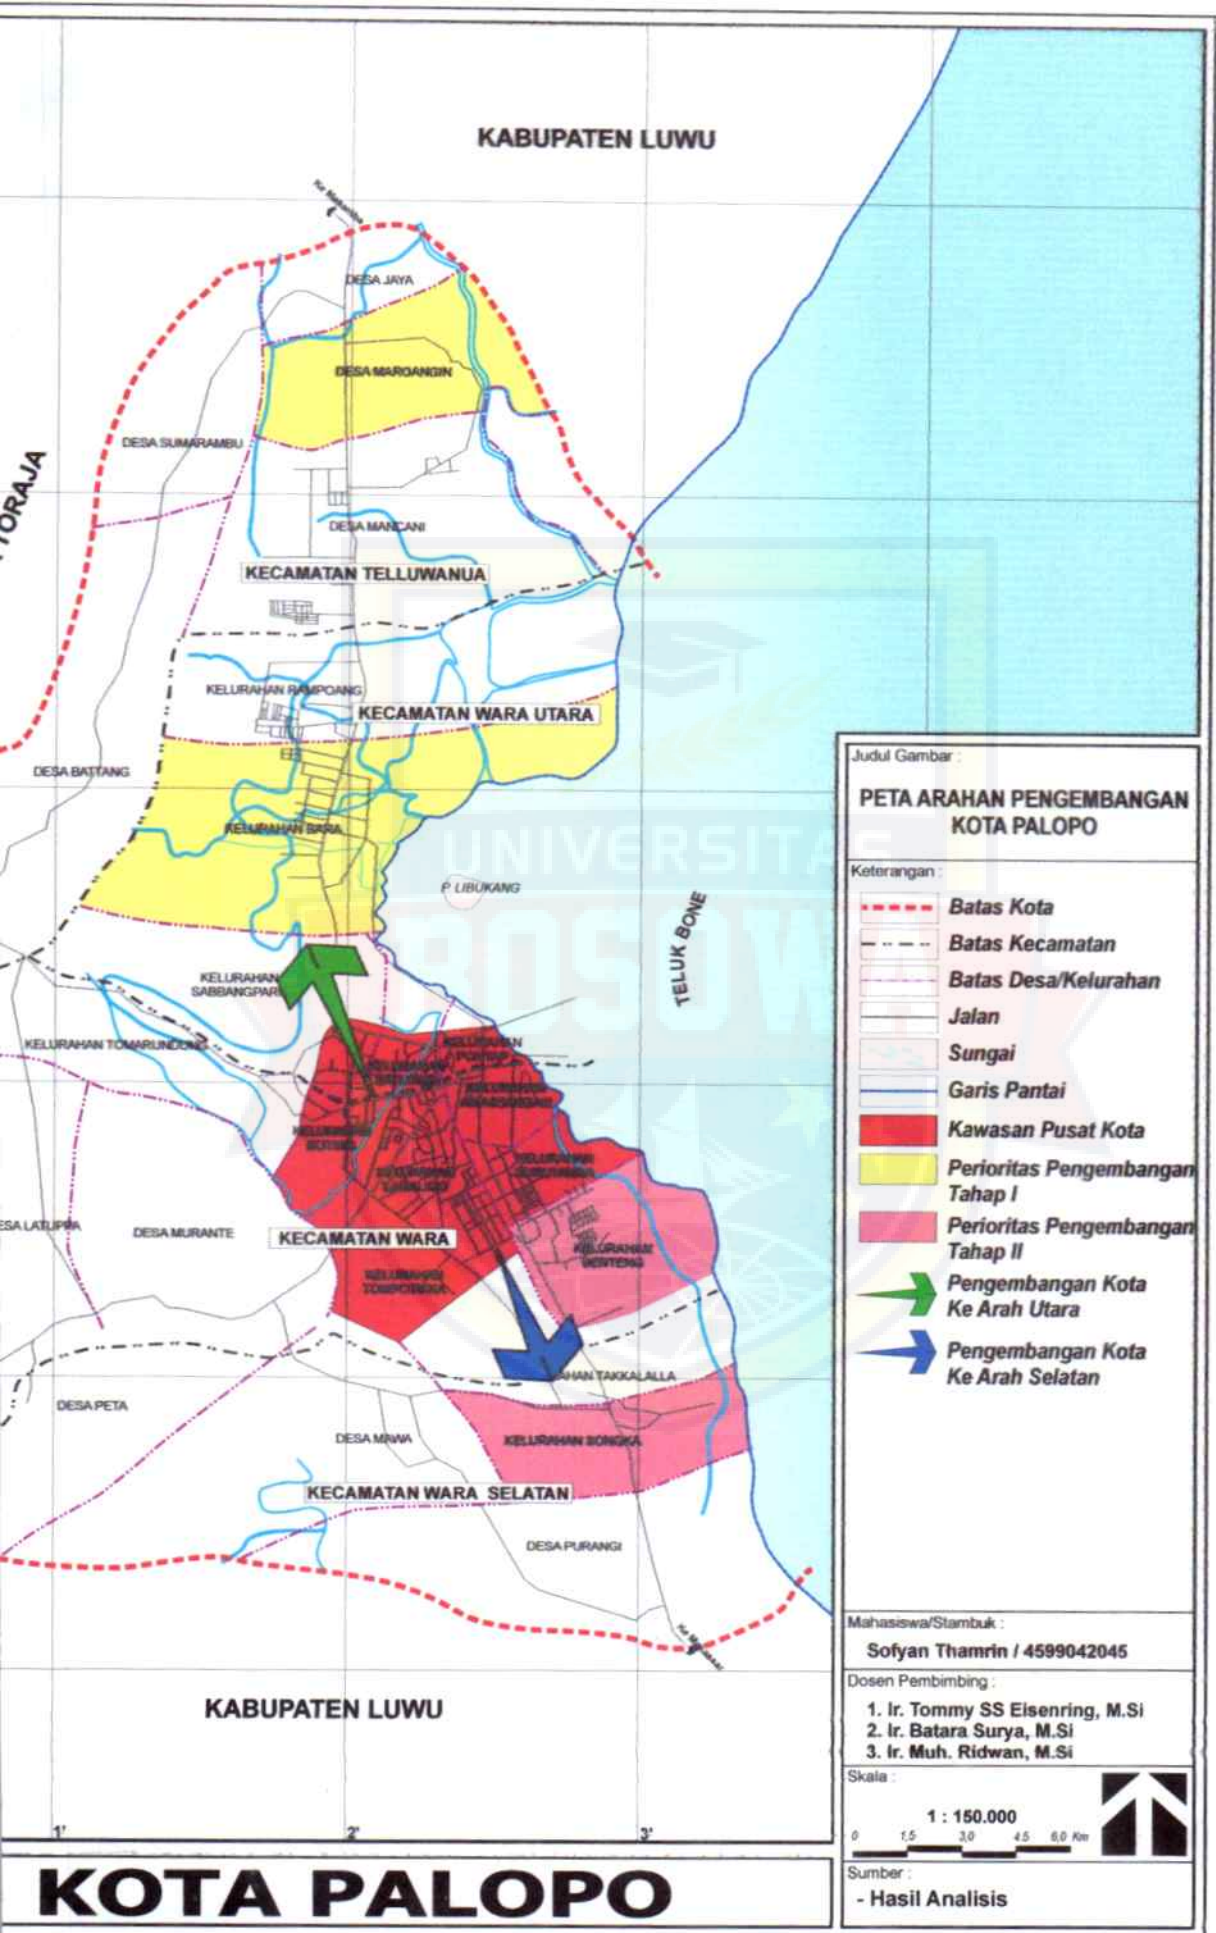 KABUPATEN LUWU
DESA JAYA
DESA MAROANGIN
DESA SUMARAMBU
TORAJA
DESA MANCANI
KECAMATAN TELLUWANUA
KELURAHAN RAMPOANG
KECAMATAN WARA UTARA
DESA BATTANG
P. LIBUKANG
TELUK BONE
UNIVERSITAS
BOSOWA
KELURAHAN
KELURAHAN TOMARUNDUNG
KELURAHAN
KELURAHAN
DESA MURANTE
KECAMATAN WARA
KELURAHAN
KELURAHAN
AHAN TAKKALALLA
DESA PETA
DESA MAWA
KELURAHAN SONGKA
KECAMATAN WARA SELATAN
DESA PURANGI
KABUPATEN LUWU
1'
2'
3'
KOTA PALOPO
Judul Gambar :
PETA ARAHAN PENGEMBANGAN
KOTA PALOPO
Keterangan :
Batas Kota
Batas Kecamatan
Batas Desa/Kelurahan
Jalan
Sungai
Garis Pantai
Kawasan Pusat Kota
Perioritas Pengembangan
Tahap I
Perioritas Pengembangan
Tahap II
Pengembangan Kota
Ke Arah Utara
Pengembangan Kota
Ke Arah Selatan
Mahasiswa/Stambuk :
Sofyan Thamrin / 4599042045
Dosen Pembimbing :
1. Ir. Tommy SS Eisenring, M.Si
2. Ir. Batara Surya, M.Si
3. Ir. Muh. Ridwan, M.Si
Skala :
1 : 150.000
0 1,5 3,0 4.5 6,0 Km
Sumber :
- Hasil Analisis